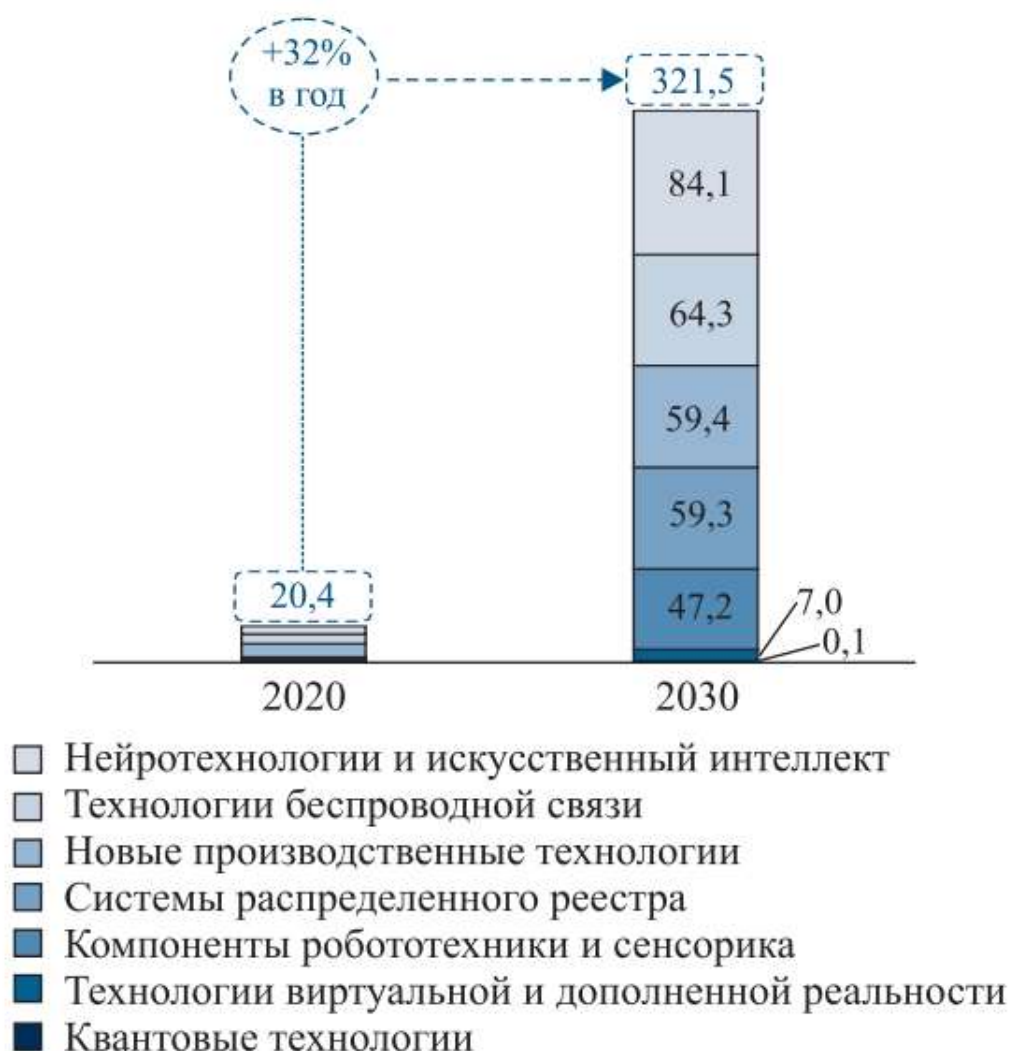 +32%
в год
321,5
84,1
64,3
59,4
59,3
20,4
47,2
7,0
0,1
2020
2030
Нейротехнологии и искусственный интеллект
Технологии беспроводной связи
Новые производственные технологии
Системы распределенного реестра
Компоненты робототехники и сенсорика
Технологии виртуальной и дополненной реальности
Квантовые технологии